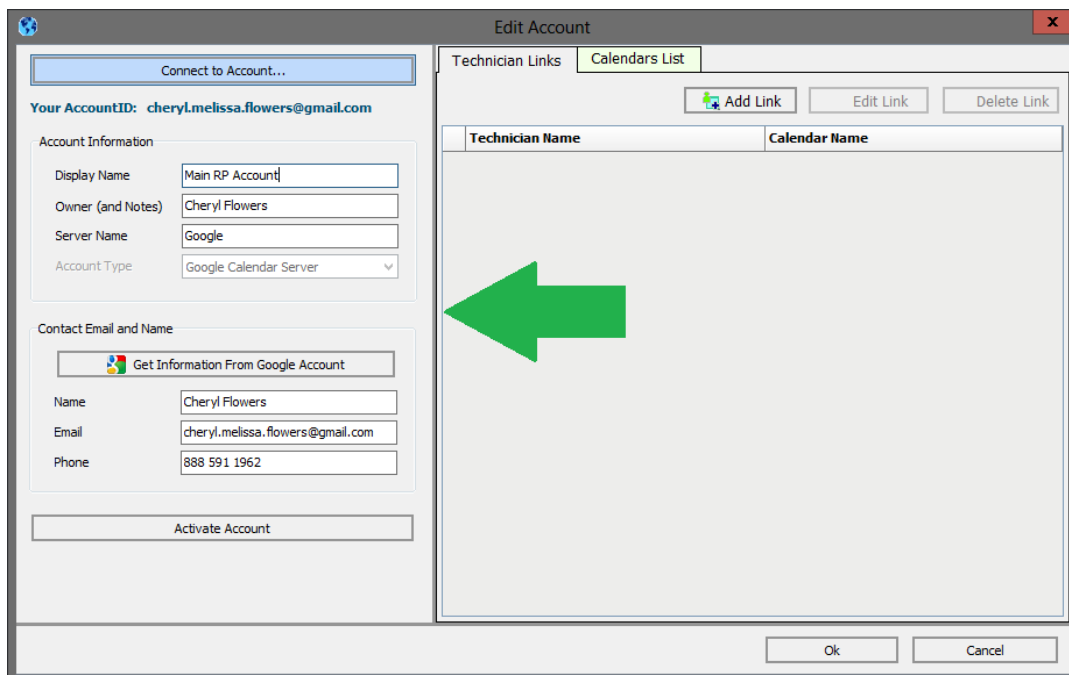 Edit Account
x
Connect to Account...
Your AccountID: cheryl.melissa.flowers@gmail.com
Account Information
Display Name Main RP Account
Owner (and Notes) Cheryl Flowers
Server Name Google
Account Type Google Calendar Server
Contact Email and Name
Get Information From Google Account
Name Cheryl Flowers
Email cheryl.melissa.flowers@gmail.com
Phone 888 591 1962
Activate Account
Technician Links Calendars List
Add Link Edit Link Delete Link
Technician Name Calendar Name
Ok Cancel